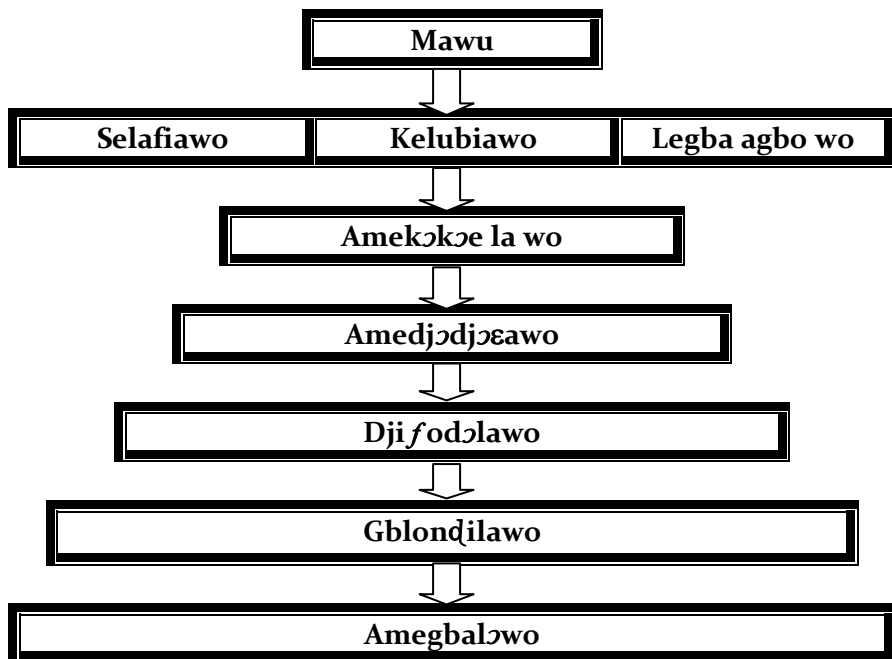 Mawu
Selafiawo Kelubiawo Legba agbo wo
Amekɔkɔe la wo
Amedjɔdjɔɛawo
Djiƒodɔlawo
Gblonɖilawo
Amegbalɔwo